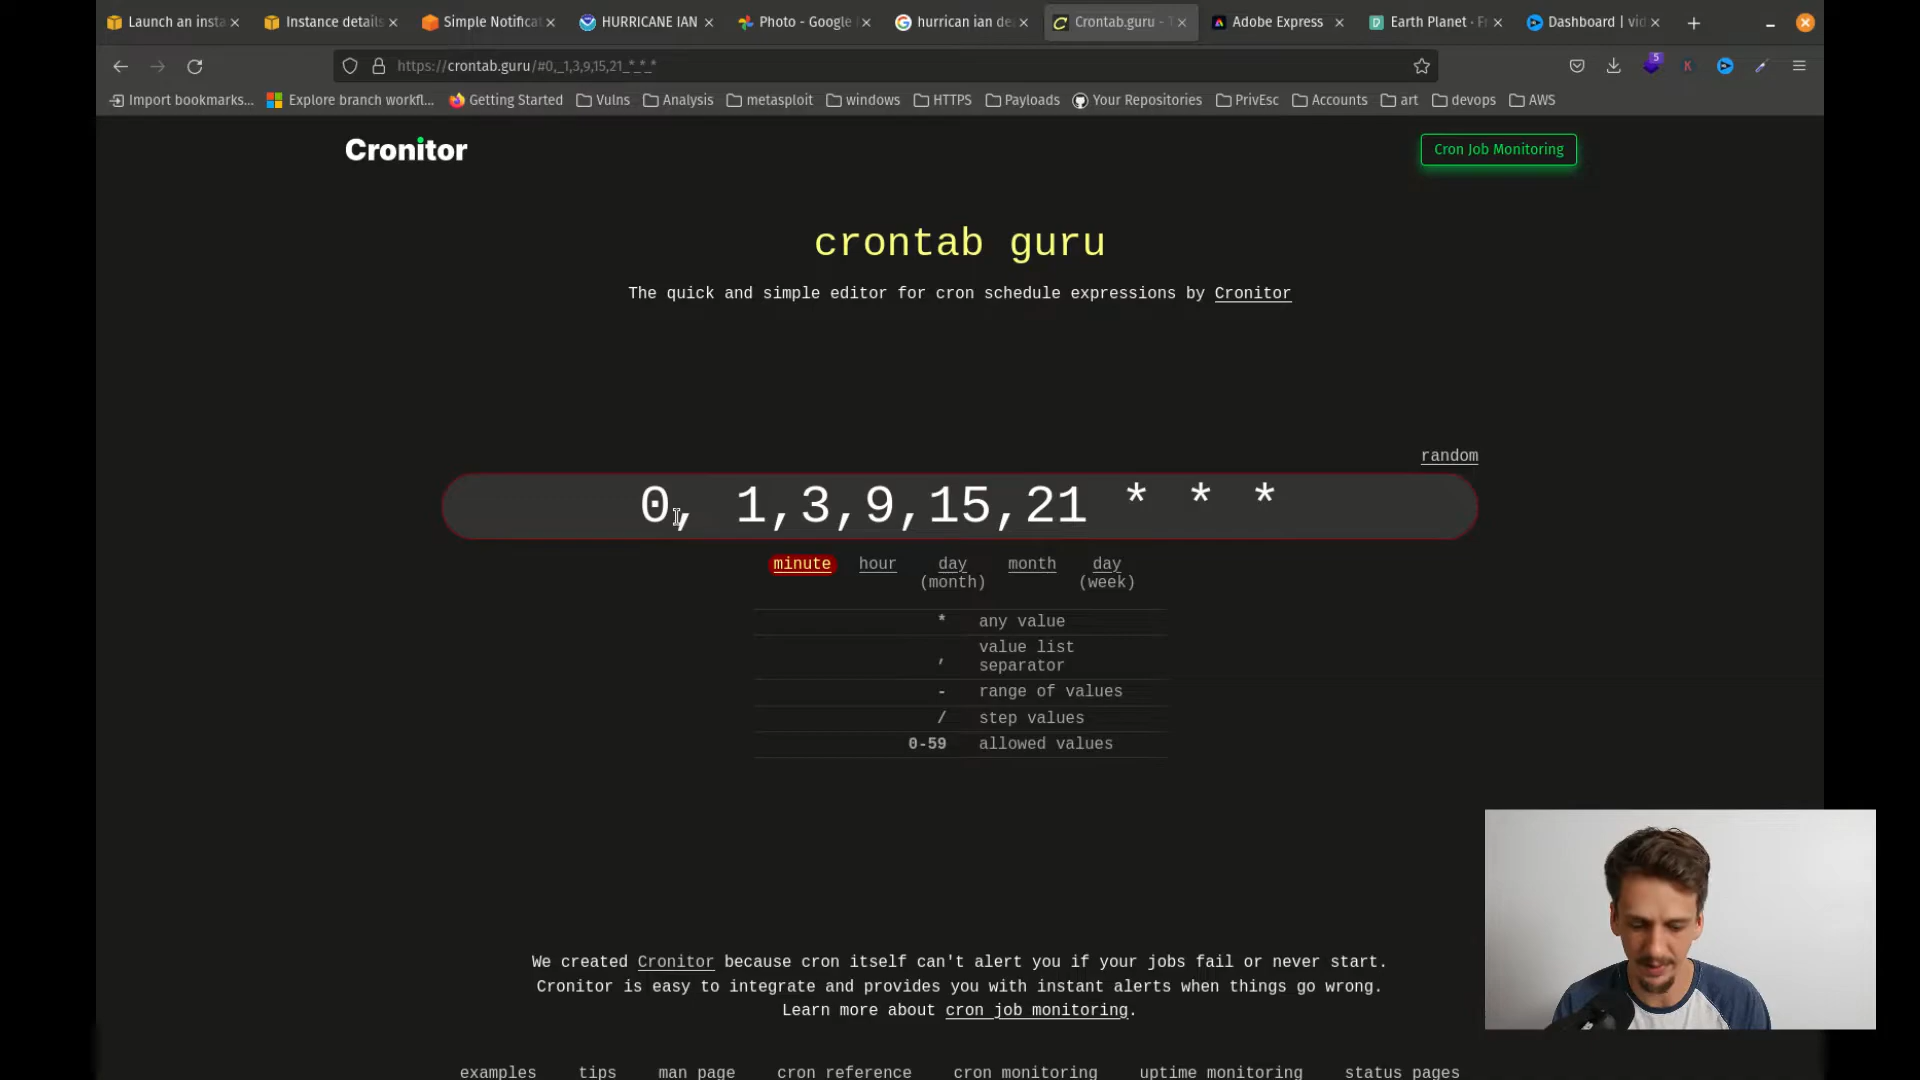 Launch an insta
Instance details
Simple Notificat
HURRICANE IAN
Photo - Google
hurrican ian de
Crontab.guru - T
Adobe Express
Earth Planet · Fr
Dashboard | vid
https://crontab.guru/#0,_1,3,9,15,21_*_*_*
5
K
Import bookmarks...
Explore branch workfl...
Getting Started
Vulns
Analysis
metasploit
windows
HTTPS
Payloads
Your Repositories
PrivEsc
Accounts
art
devops
AWS
Cronitor
Cron Job Monitoring
crontab guru
The quick and simple editor for cron schedule expressions by Cronitor
random
0, 1,3,9,15,21 * * *
minute hour day month day
(month) (week)
* any value
, value list
separator
- range of values
/ step values
0-59 allowed values
We created Cronitor because cron itself can't alert you if your jobs fail or never start.
Cronitor is easy to integrate and provides you with instant alerts when things go wrong.
Learn more about cron job monitoring.
examples tips man page cron reference cron monitoring uptime monitoring status pages